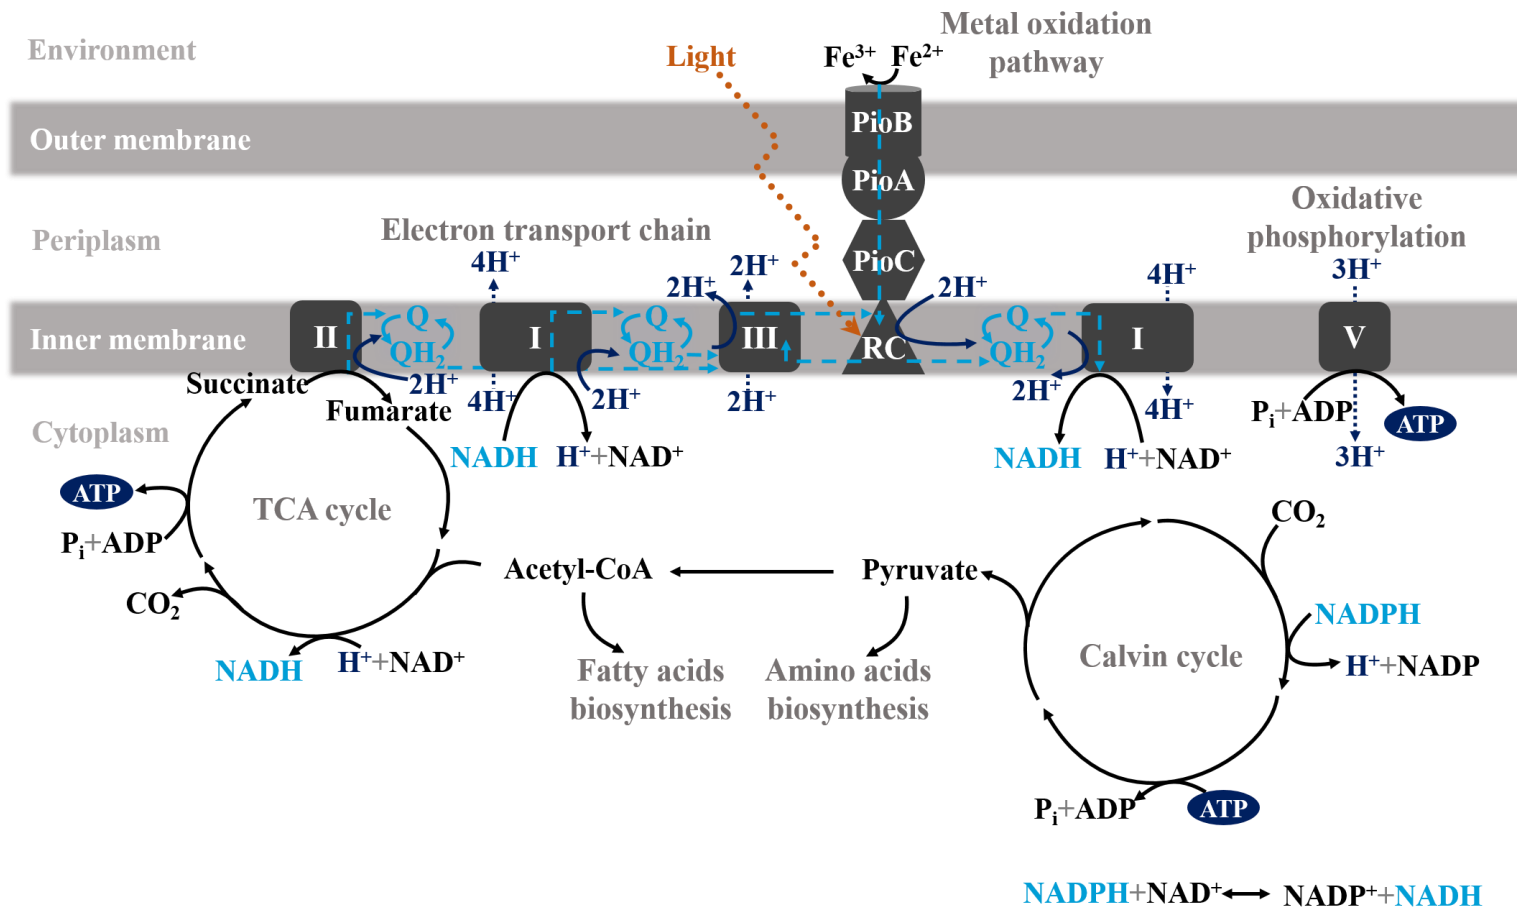 Environment
Metal oxidation
pathway
Light
Fe³⁺ Fe²⁺
Outer membrane
PioB
PioA
Periplasm
Electron transport chain
Oxidative
phosphorylation
PioC
4H⁺
2H⁺
2H⁺
2H⁺
4H⁺
3H⁺
Inner membrane
II
Q
QH₂
I
Q
QH₂
III
RC
Q
QH₂
I
V
Succinate
2H⁺
4H⁺
2H⁺
2H⁺
2H⁺
4H⁺
Pᵢ+ADP
ATP
Fumarate
Cytoplasm
NADH
H⁺+NAD⁺
NADH
H⁺+NAD⁺
3H⁺
ATP
TCA cycle
Pᵢ+ADP
CO₂
Acetyl-CoA
Pyruvate
CO₂
NADH
H⁺+NAD⁺
Fatty acids
biosynthesis
Amino acids
biosynthesis
Calvin cycle
NADPH
H⁺+NADP
Pᵢ+ADP
ATP
NADPH+NAD⁺ NADP⁺+NADH